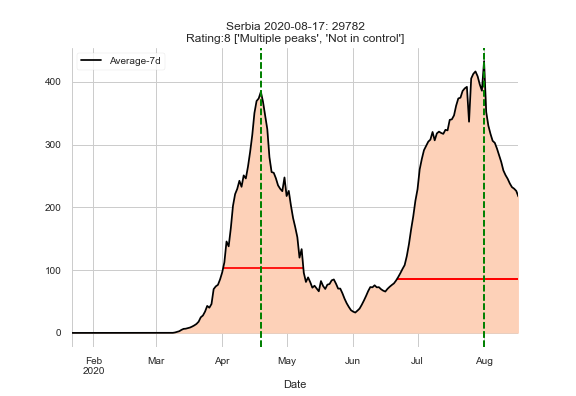 Serbia 2020-08-17: 29782
Rating:8 ['Multiple peaks', 'Not in control']
Average-7d
400
300
200
100
0
Feb
2020
Mar
Apr
May
Jun
Jul
Aug
Date